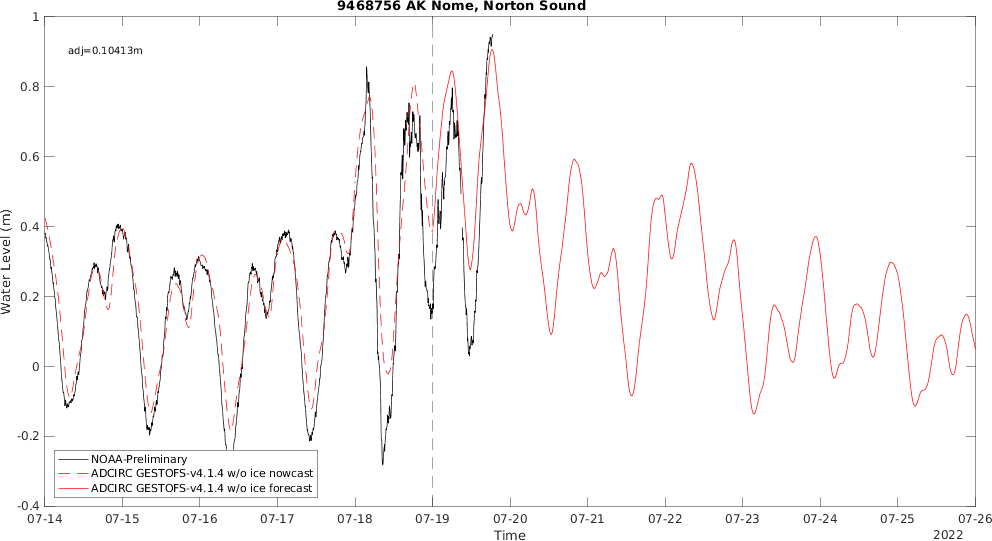 9468756 AK Nome, Norton Sound
adj=0.10413m
1
0.8
0.6
0.4
0.2
0
-0.2
-0.4
Water Level (m)
NOAA-Preliminary
ADCIRC GESTOFS-v4.1.4 w/o ice nowcast
ADCIRC GESTOFS-v4.1.4 w/o ice forecast
07-14 07-15 07-16 07-17 07-18 07-19 07-20 07-21 07-22 07-23 07-24 07-25 07-26
Time
2022